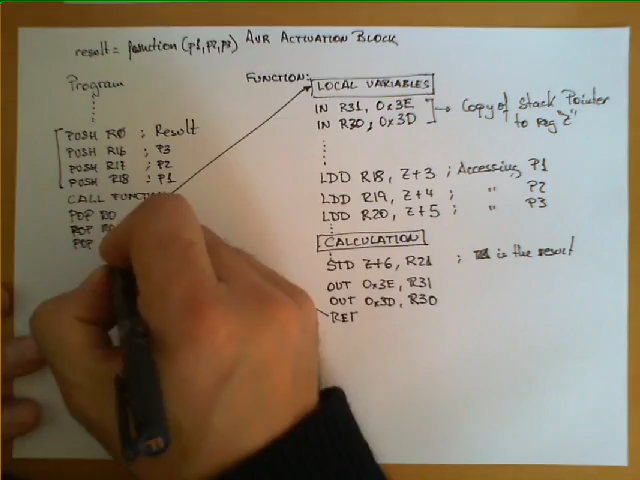 result = function (p1,p2,p3) AVR ACTIVATION BLOCK
Program
PUSH R0 ; Result
PUSH R16 ; P3
PUSH R17 ; P2
PUSH R18 ; P1
CALL
POP R0
POP
POP
FUNCTION:
LOCAL VARIABLES
IN R31, 0x3E
IN R30, 0x3D
Copy of Stack Pointer
to Reg "Z"
LDD R18, Z+3 ; Accessing P1
LDD R19, Z+4 ; " P2
LDD R20, Z+5 ; " P3
CALCULATION
STD Z+6, R21 ; is the result
OUT 0x3E, R31
OUT 0x3D, R30
RET